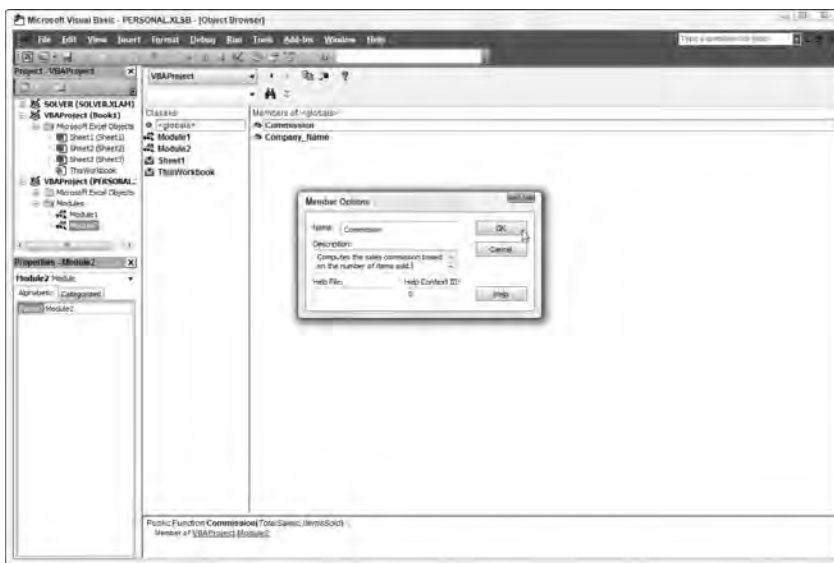 Microsoft Visual Basic - PERSONAL.XLSB - [Object Browser]
File Edit View Insert Format Debug Run Tools Add-Ins Window Help
Type a question for help
Project - VBAProject
SOLVER (SOLVER.XLAM)
VBAProject (Book1)
Microsoft Excel Objects
Sheet1 (Sheet1)
Sheet2 (Sheet2)
Sheet3 (Sheet3)
ThisWorkbook
VBAProject (PERSONAL.
Microsoft Excel Objects
Modules
Module1
Properties - Module2
Module2 Module
Alphabetic Categorized
Module2
VBAProject
Classes
<globals>
Module1
Module2
Sheet1
ThisWorkbook
Members of '<globals>'
Commission
Company_Name
Member Options
Name: Commission
Description:
Computes the sales commission based
on the number of items sold.
Help File: Help Context ID:
0
OK
Cancel
Help
Public Function Commission(TotalSales, ItemsSold)
Member of VBAProject.Module2